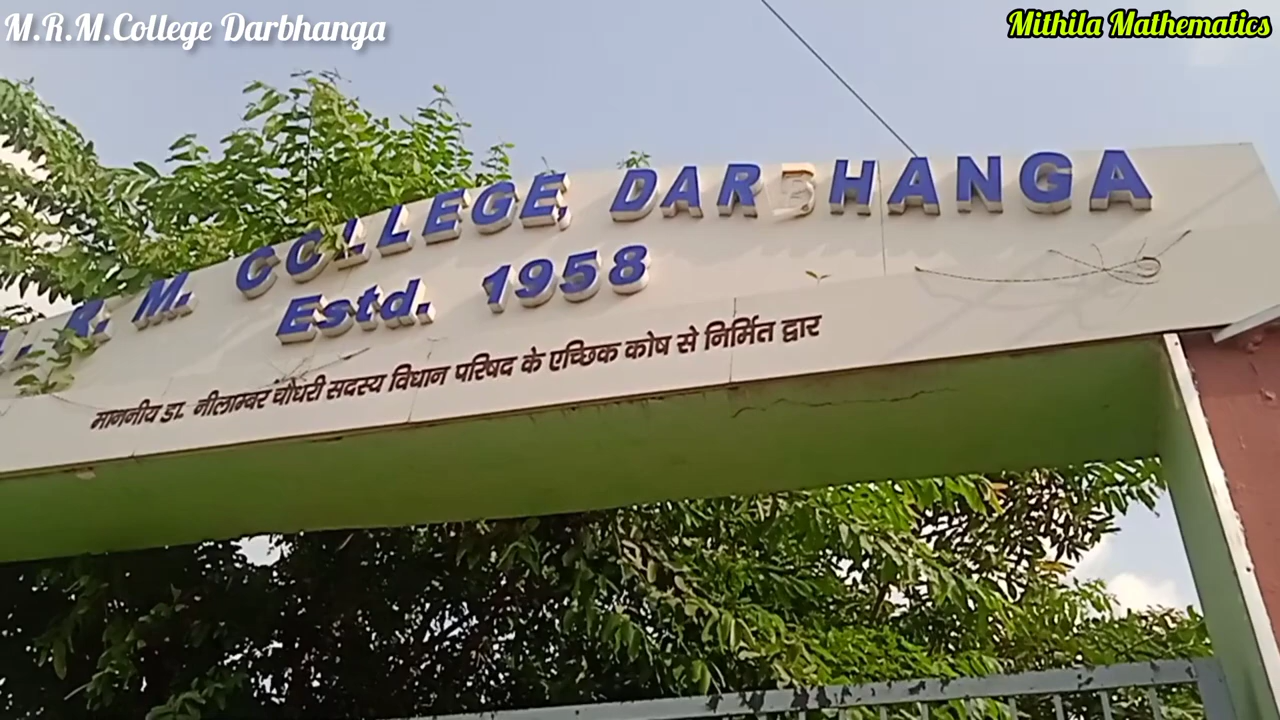 M.R.M.College Darbhanga
Mithila Mathematics
R. M. COLLEGE, DARBHANGA
Estd. 1958
माननीय डा. नीलाम्बर चौधरी सदस्य विधान परिषद के एच्छिक कोष से निर्मित द्वार